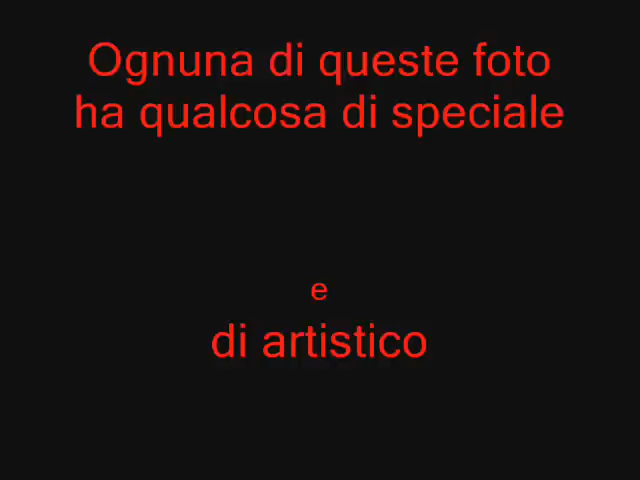 Ognuna di queste foto
ha qualcosa di speciale
e
di artistico